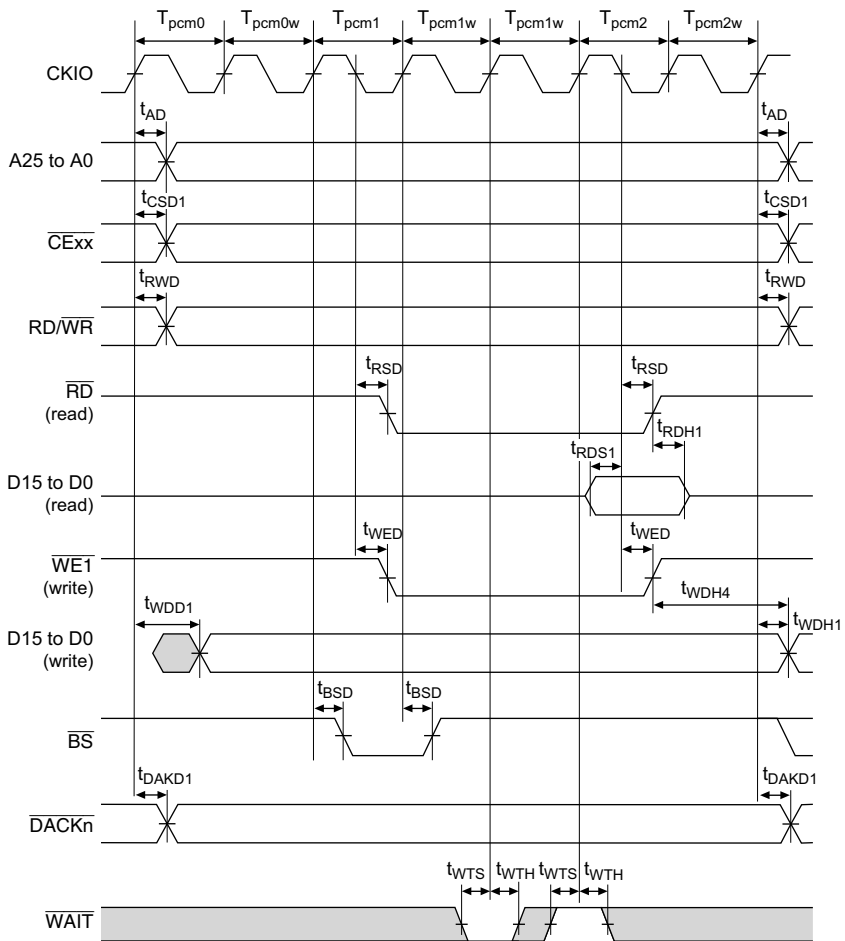 Tpcm0 Tpcm0w Tpcm1 Tpcm1w Tpcm1w Tpcm2 Tpcm2w
CKIO
tAD tAD
A25 to A0
tCSD1 tCSD1
CExx
tRWD tRWD
RD/WR
tRSD tRSD
RD
(read)
tRDH1
tRDS1
D15 to D0
(read)
tWED tWED
WE1
(write)
tWDH4
tWDD1 tWDH1
D15 to D0
(write)
tBSD tBSD
BS
tDAKD1 tDAKD1
DACKn
tWTS tWTH tWTS tWTH
WAIT